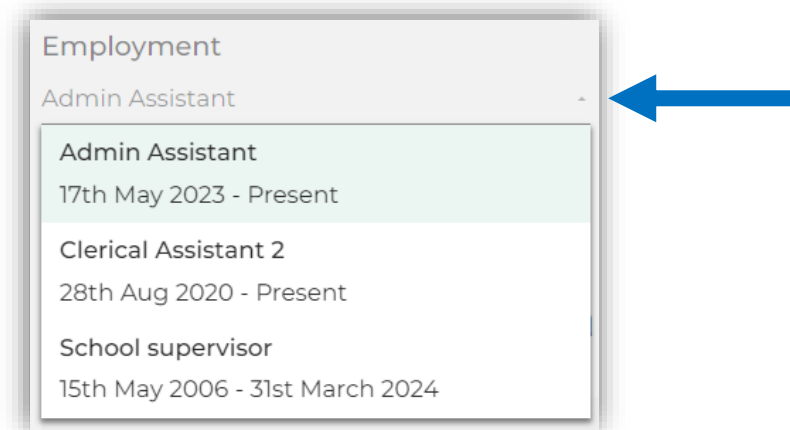 Employment
Admin Assistant
Admin Assistant
17th May 2023 - Present
Clerical Assistant 2
28th Aug 2020 - Present
School supervisor
15th May 2006 - 31st March 2024